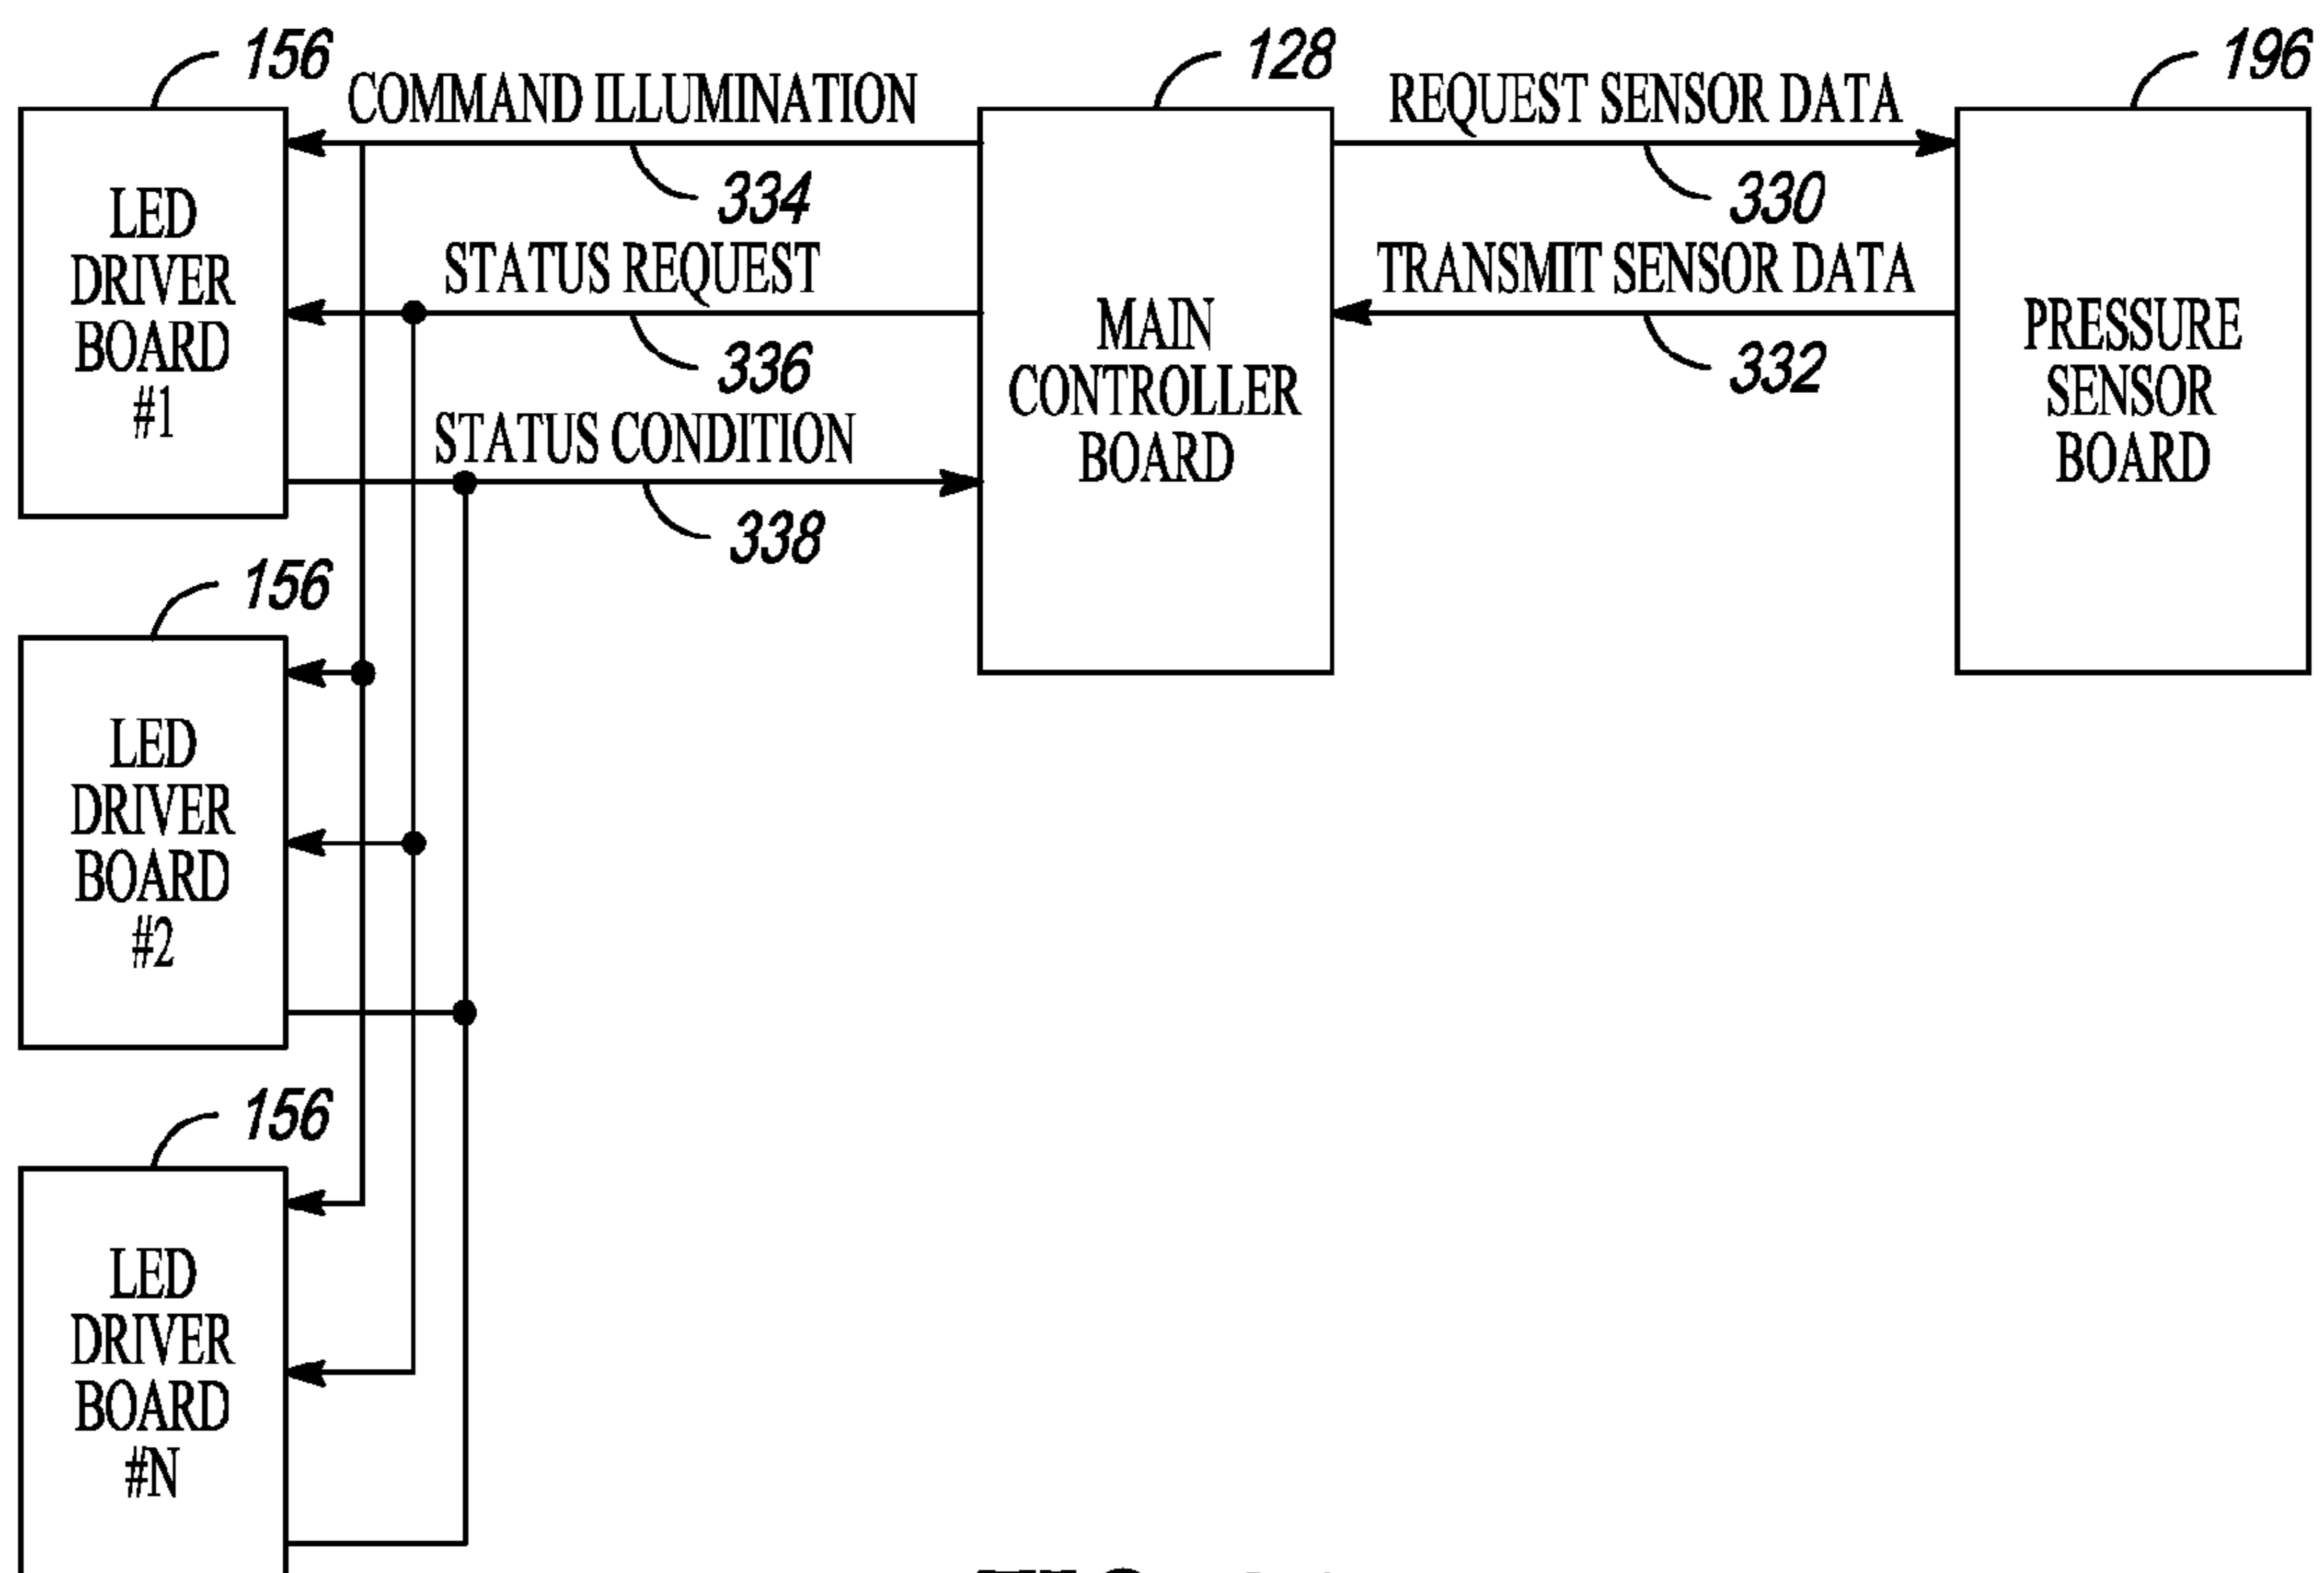 156
128
196
COMMAND ILLUMINATION
REQUEST SENSOR DATA
334
330
LED
DRIVER
BOARD
#1
STATUS REQUEST
336
STATUS CONDITION
338
MAIN
CONTROLLER
BOARD
TRANSMIT SENSOR DATA
332
PRESSURE
SENSOR
BOARD
156
LED
DRIVER
BOARD
#2
156
LED
DRIVER
BOARD
#N